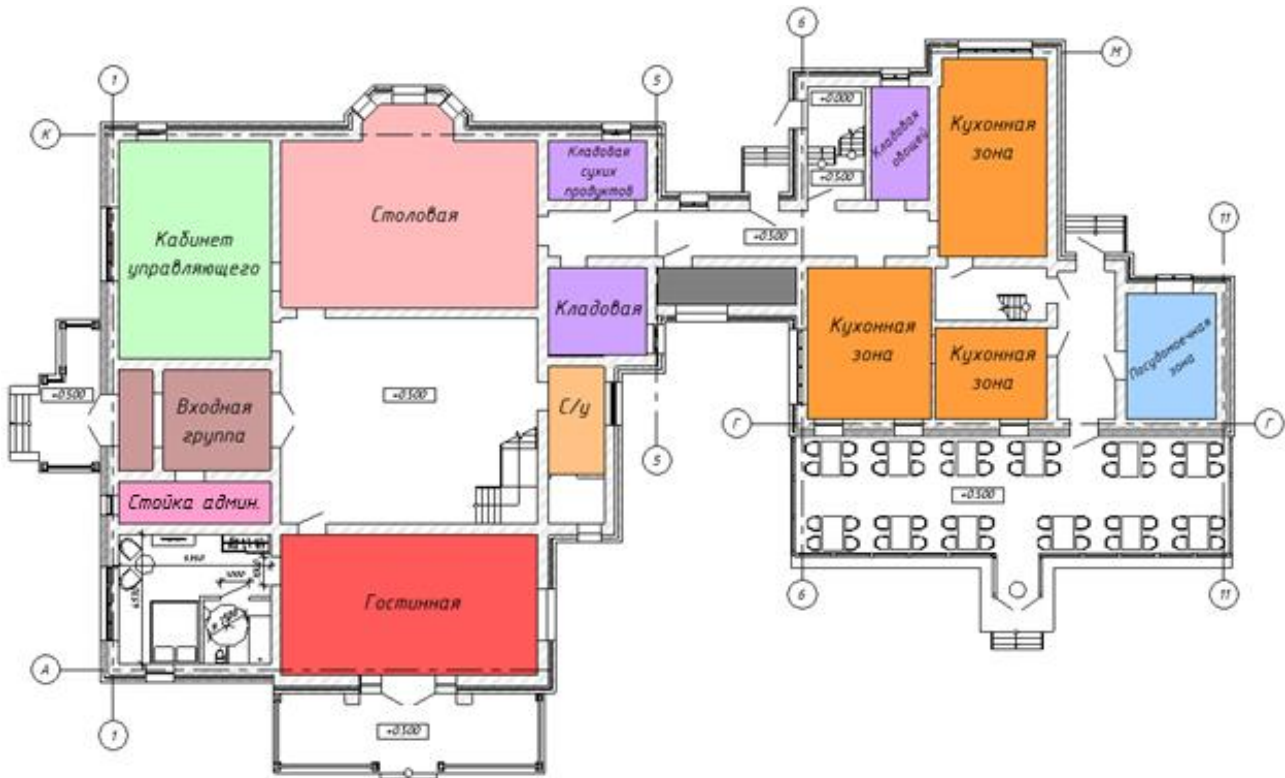 6
М
1
5
К
+0.000
Кладовая
овощей
Кухонная
зона
Кладовая
сухих
продуктов
+0.500
Столовая
+0.500
11
Кабинет
управляющего
Кладовая
Кухонная
зона
Кухонная
зона
Посудомоечная
зона
+0.500
Входная
группа
+0.500
С/у
Г
Г
5
Стойка админ.
+0.500
1000
Гостинная
6
11
А
+0.500
1